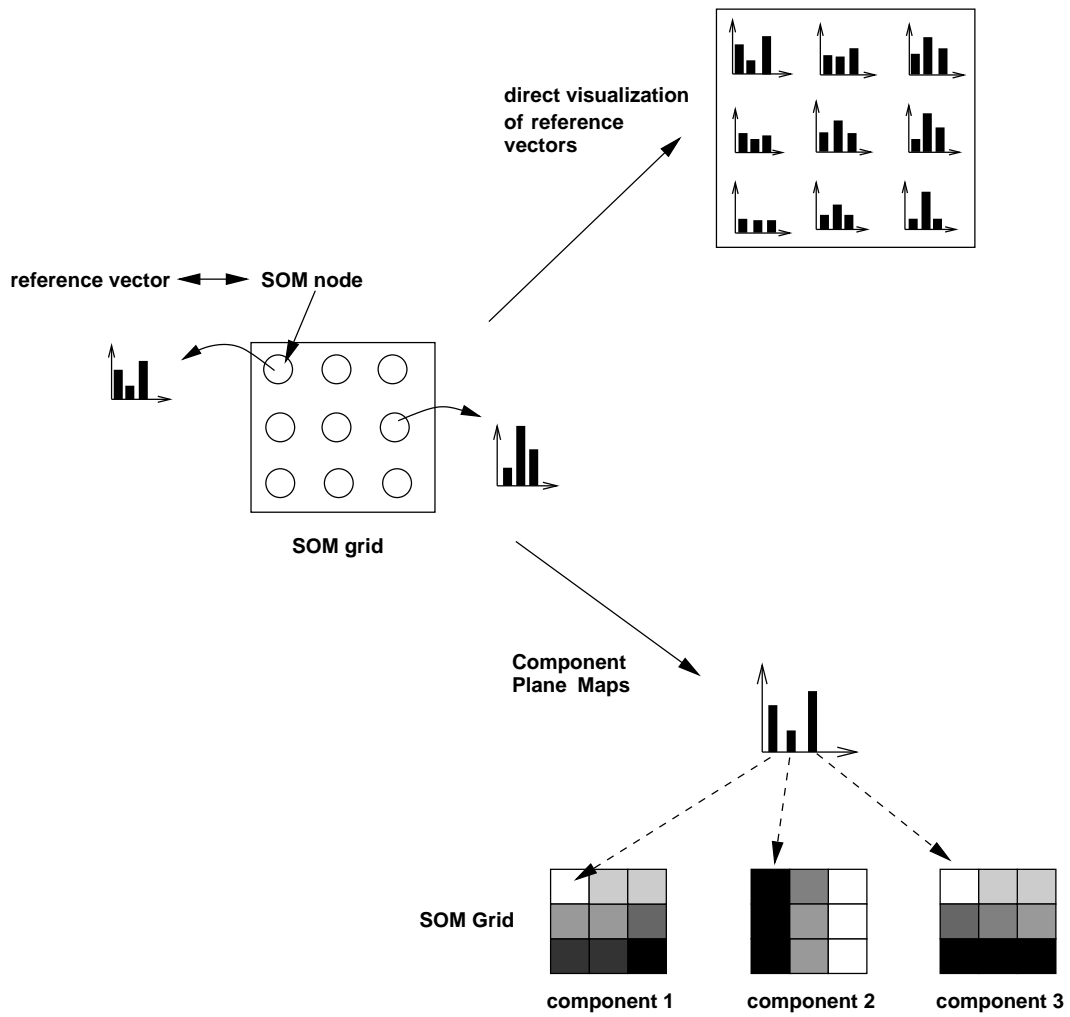 direct visualization
of reference
vectors
reference vector
SOM node
SOM grid
Component
Plane Maps
SOM Grid
component 1
component 2
component 3